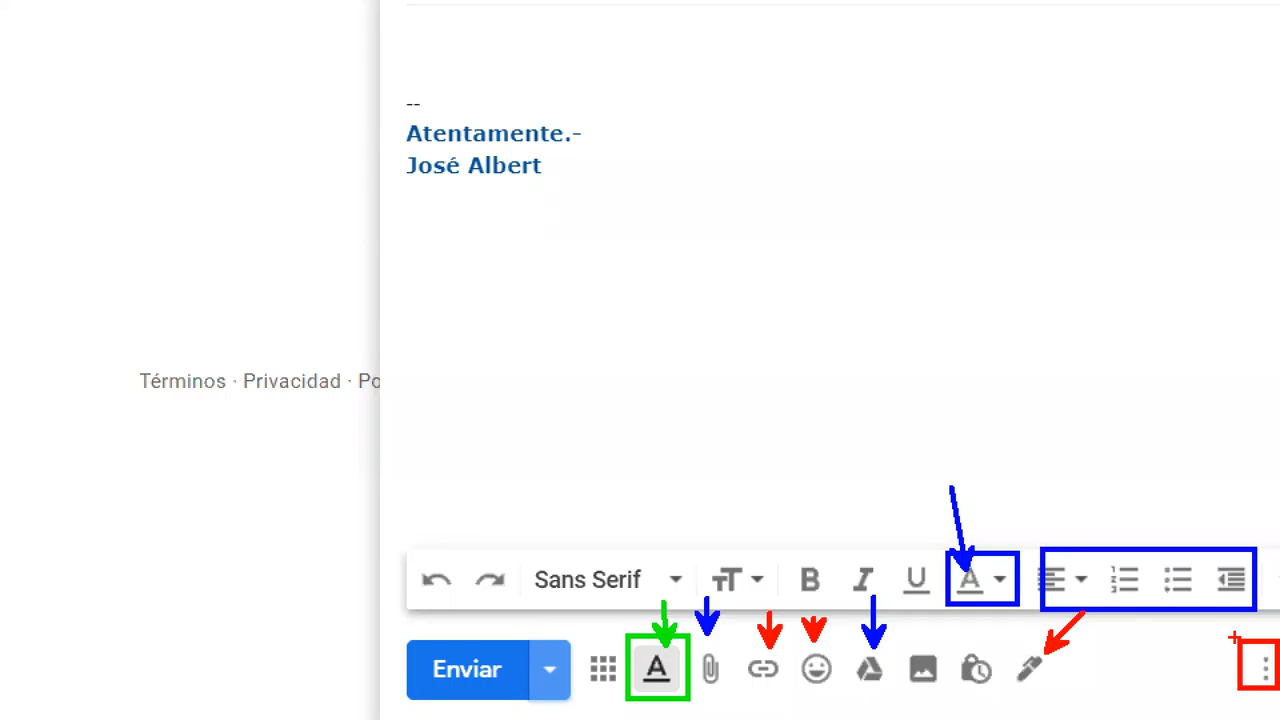 --
Atentamente.-
José Albert
Términos · Privacidad · Po
Sans Serif
Enviar